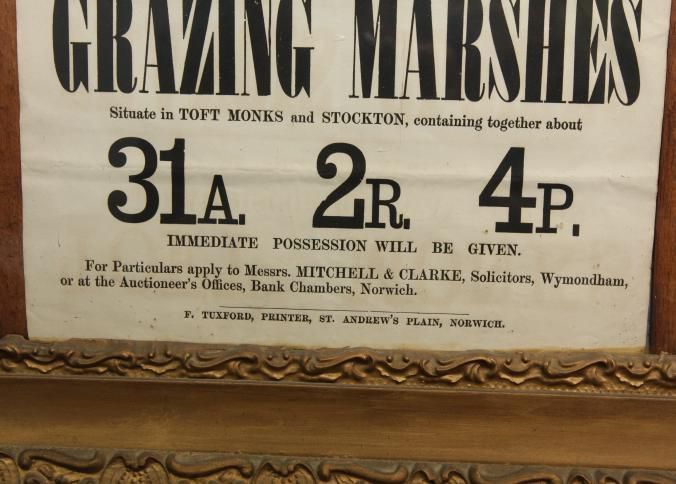 GRAZING MARSHES
Situate in TOFT MONKS and STOCKTON, containing together about
31A. 2R. 4P.
IMMEDIATE POSSESSION WILL BE GIVEN.
For Particulars apply to Messrs. MITCHELL & CLARKE, Solicitors, Wymondham,
or at the Auctioneer's Offices, Bank Chambers, Norwich.
F. TUXFORD, PRINTER, ST. ANDREW'S PLAIN, NORWICH.